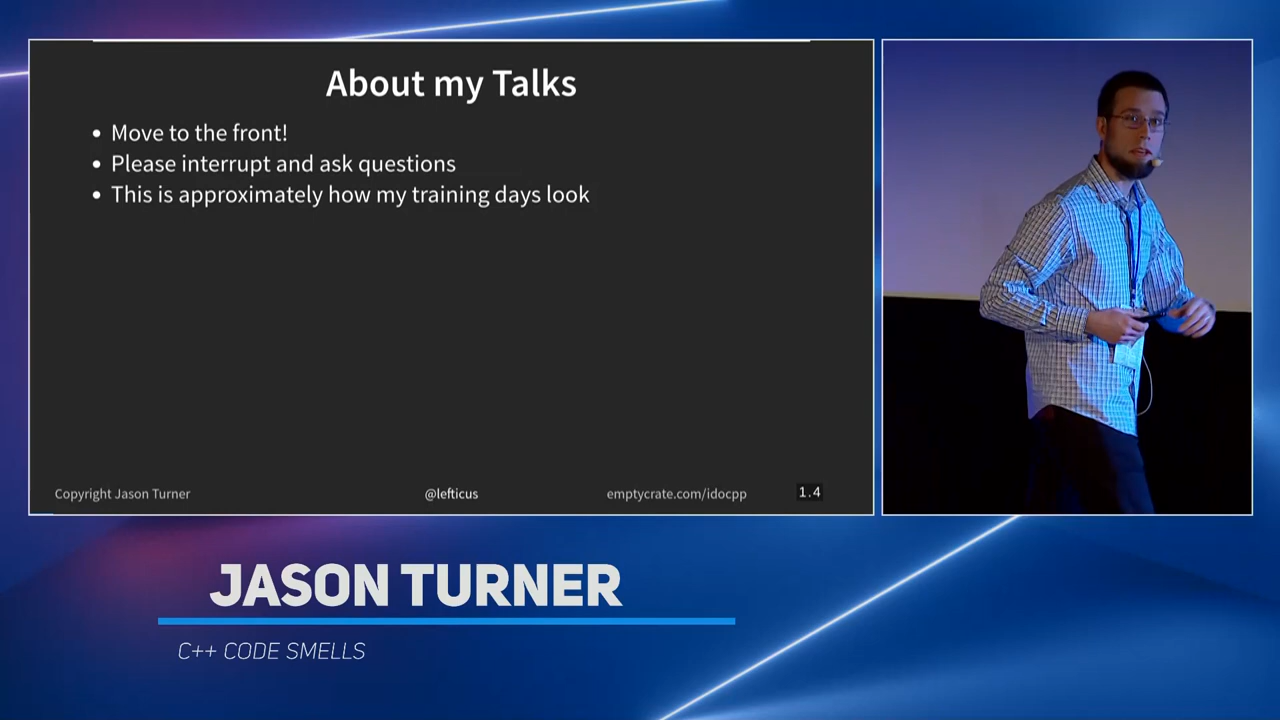 About my Talks
• Move to the front!
• Please interrupt and ask questions
• This is approximately how my training days look
Copyright Jason Turner
@lefticus
emptycrate.com/idocpp
1.4
JASON TURNER
C++ CODE SMELLS